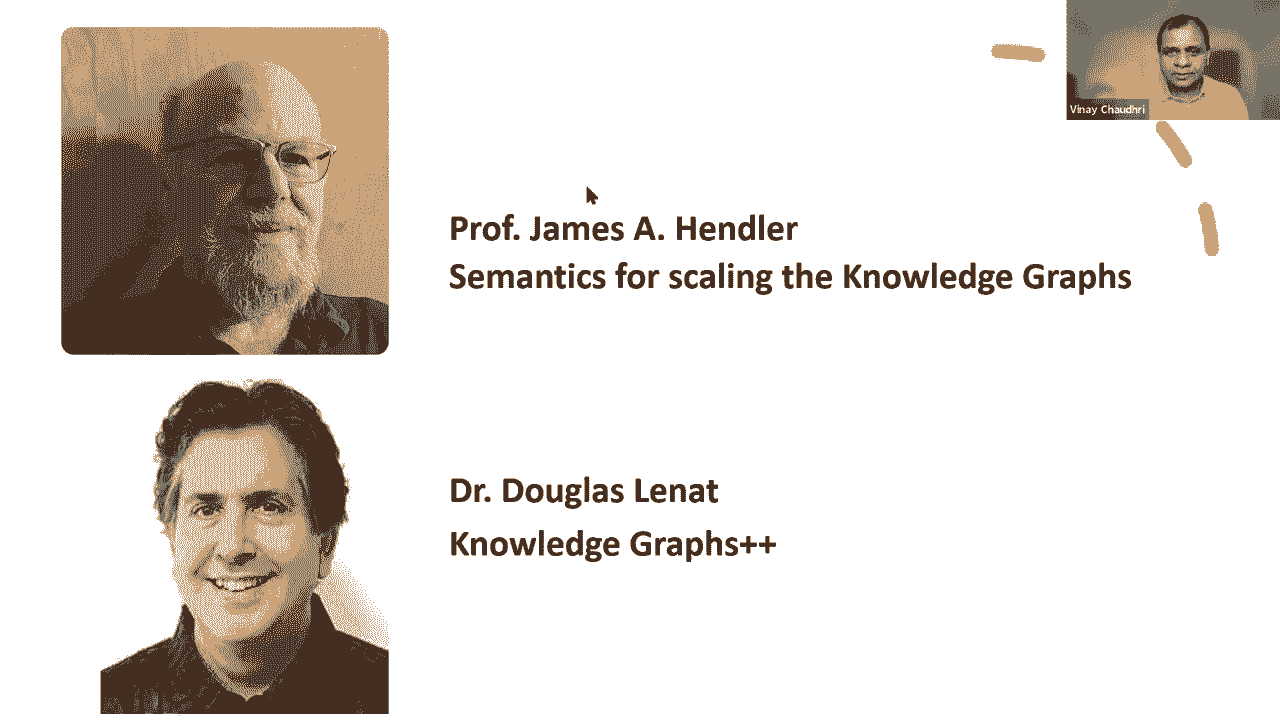 Vinay Chaudhri
Prof. James A. Hendler
Semantics for scaling the Knowledge Graphs
Dr. Douglas Lenat
Knowledge Graphs++